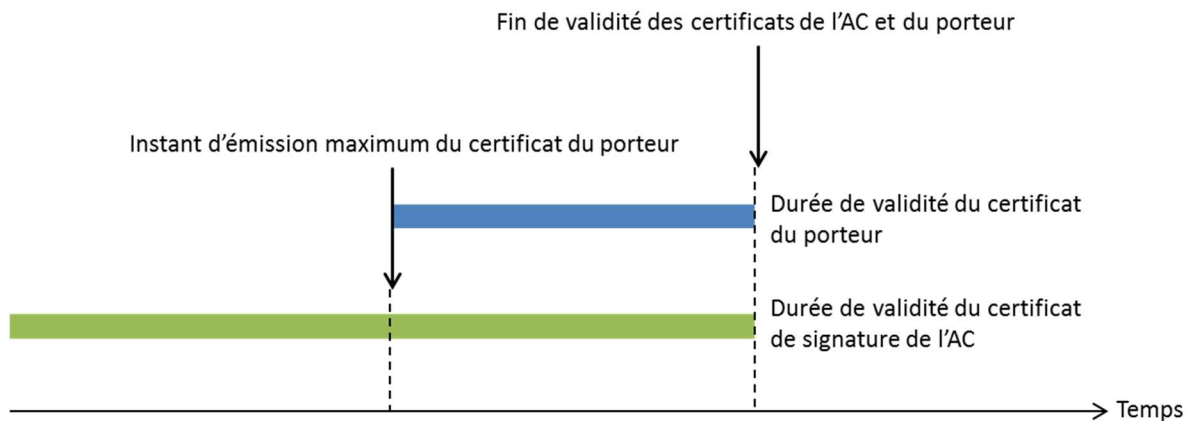 Fin de validité des certificats de l'AC et du porteur
Instant d'émission maximum du certificat du porteur
Durée de validité du certificat
du porteur
Durée de validité du certificat
de signature de l'AC
Temps